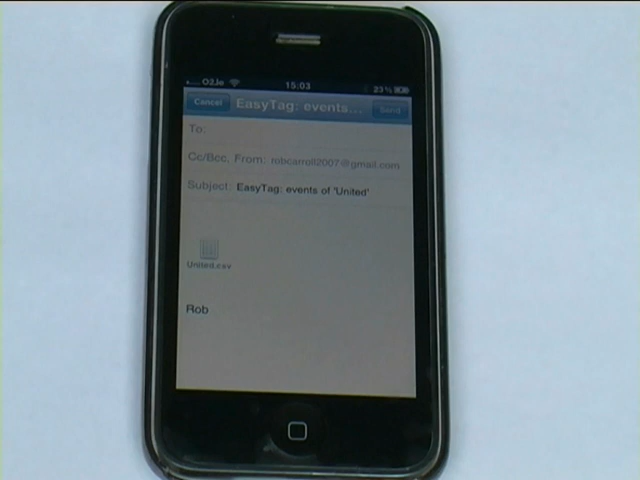 O2.ie 15:03 23%
Cancel EasyTag: events... Send
To:
Cc/Bcc, From: robcarroll2007@gmail.com
Subject: EasyTag: events of 'United'
United.csv
Rob